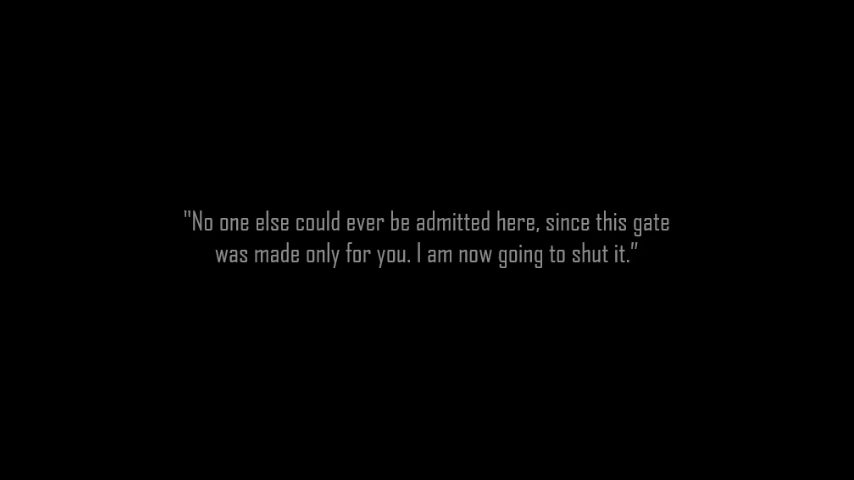 "No one else could ever be admitted here, since this gate
was made only for you. I am now going to shut it.”